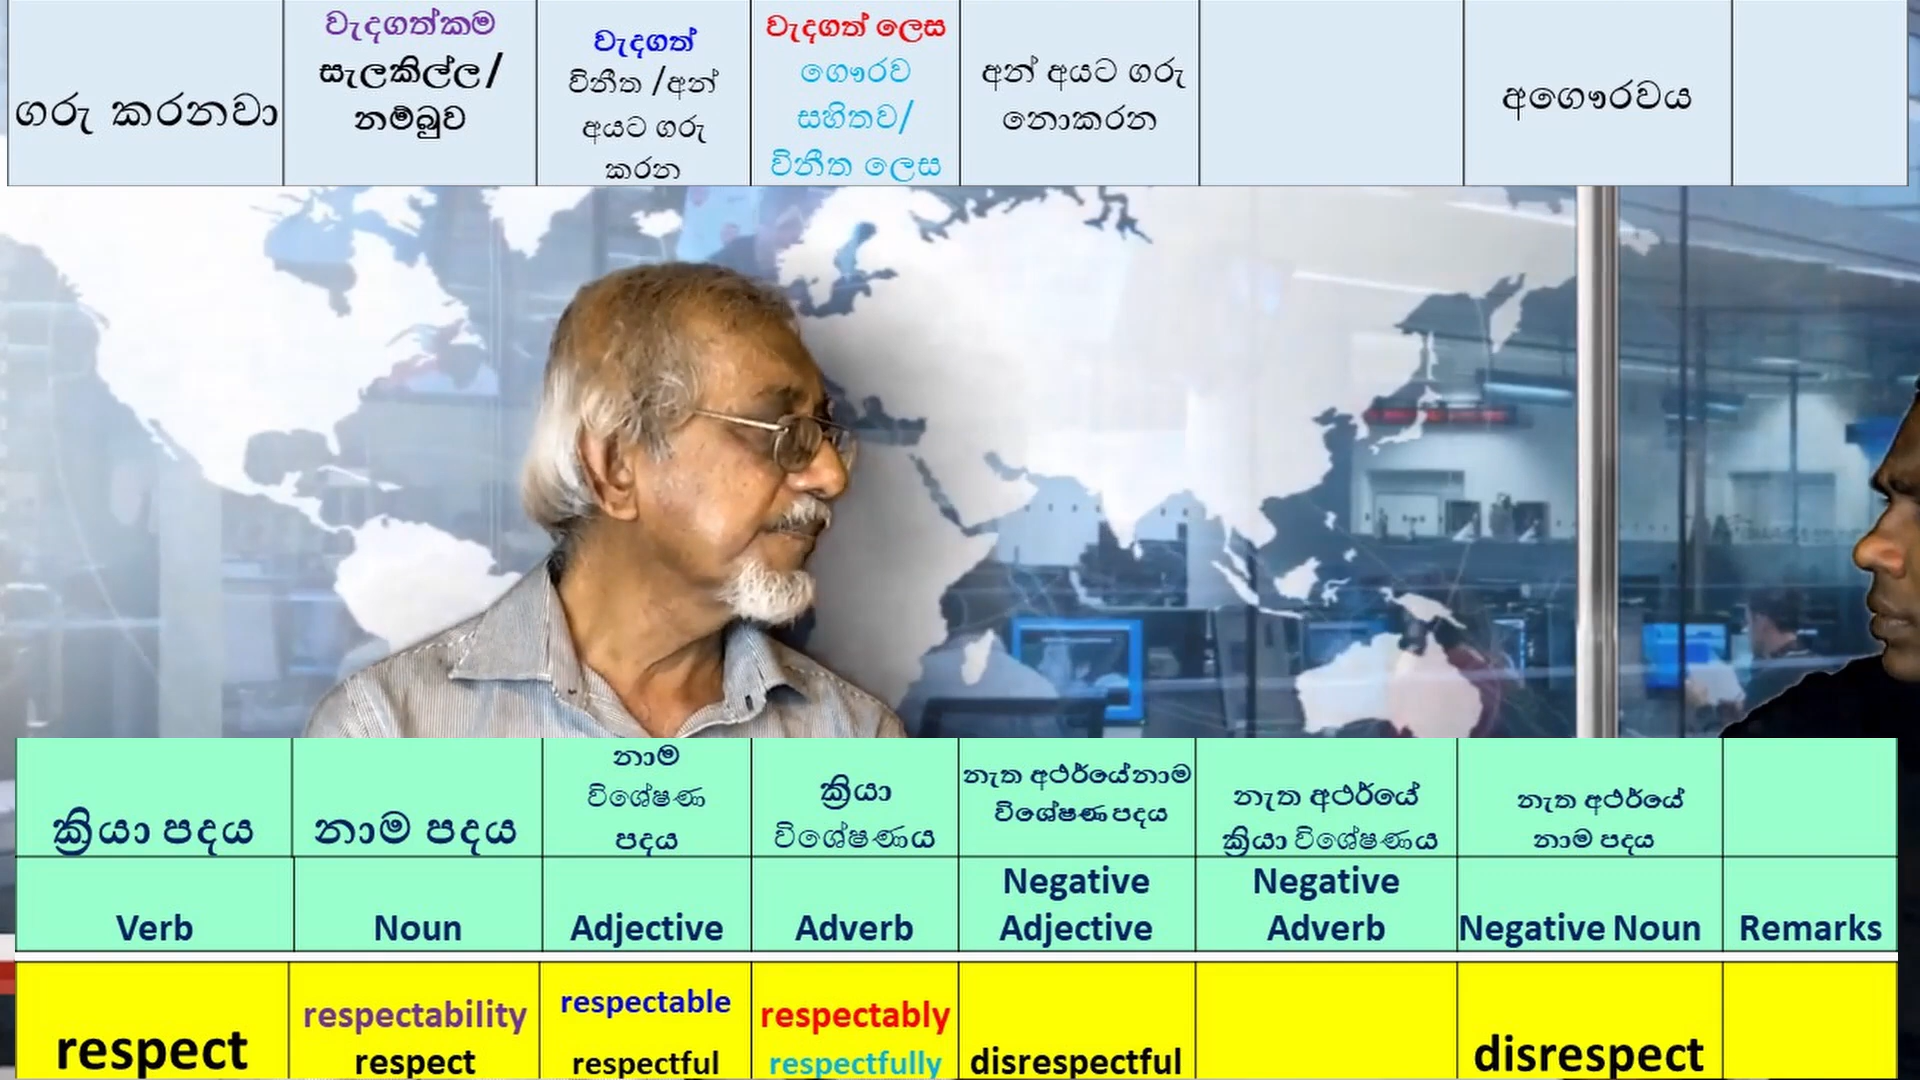 ගරු කරනවා
වැදගත්කම
සැලකිල්ල/
නම්බුව
වැදගත්
විනීත /අන්
අයට ගරු
කරන
වැදගත් ලෙස
ගෞරව
සහිතව/
විනීත ලෙස
අන් අයට ගරු
නොකරන
අගෞරවය
ක්‍රියා පදය
නාම පදය
නාම
විශේෂණ
පදය
ක්‍රියා
විශේෂණය
නැත අර්ථයේ නාම
විශේෂණ පදය
නැත අර්ථයේ
ක්‍රියා විශේෂණය
නැත අර්ථයේ
නාම පදය
Verb
Noun
Adjective
Adverb
Negative
Adjective
Negative
Adverb
Negative Noun
Remarks
respect
respectability
respect
respectable
respectful
respectably
respectfully
disrespectful
disrespect